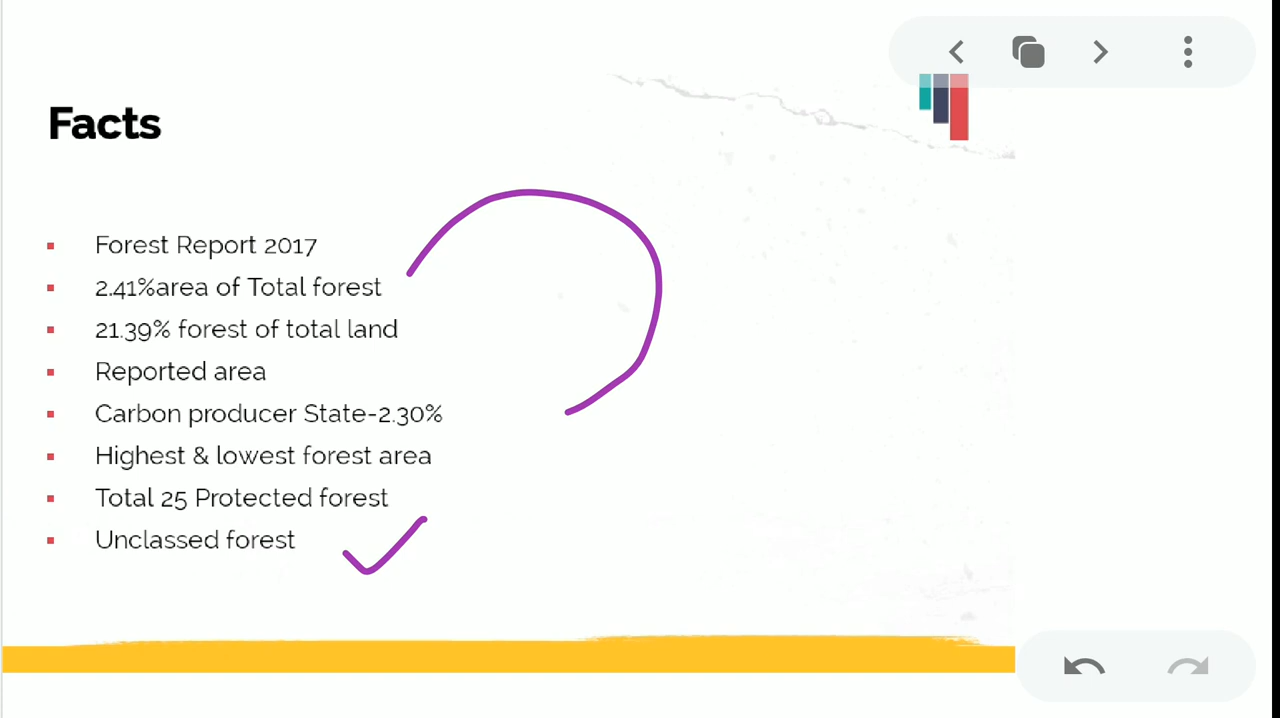 Facts
Forest Report 2017
2.41%area of Total forest
21.39% forest of total land
Reported area
Carbon producer State-2.30%
Highest & lowest forest area
Total 25 Protected forest
Unclassed forest